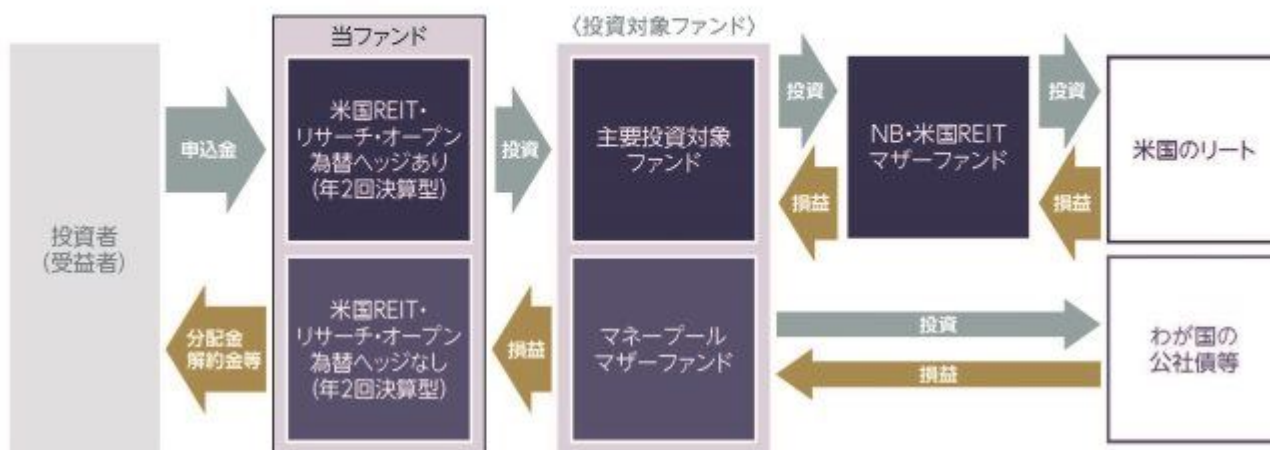 当ファンド
〈投資対象ファンド〉
投資者
(受益者)
申込金
米国REIT・
リサーチ・オープン
為替ヘッジあり
(年2回決算型)
投資
主要投資対象
ファンド
投資
損益
NB・米国REIT
マザーファンド
投資
損益
米国のリート
分配金
解約金等
米国REIT・
リサーチ・オープン
為替ヘッジなし
(年2回決算型)
損益
マネープール
マザーファンド
投資
損益
わが国の
公社債等